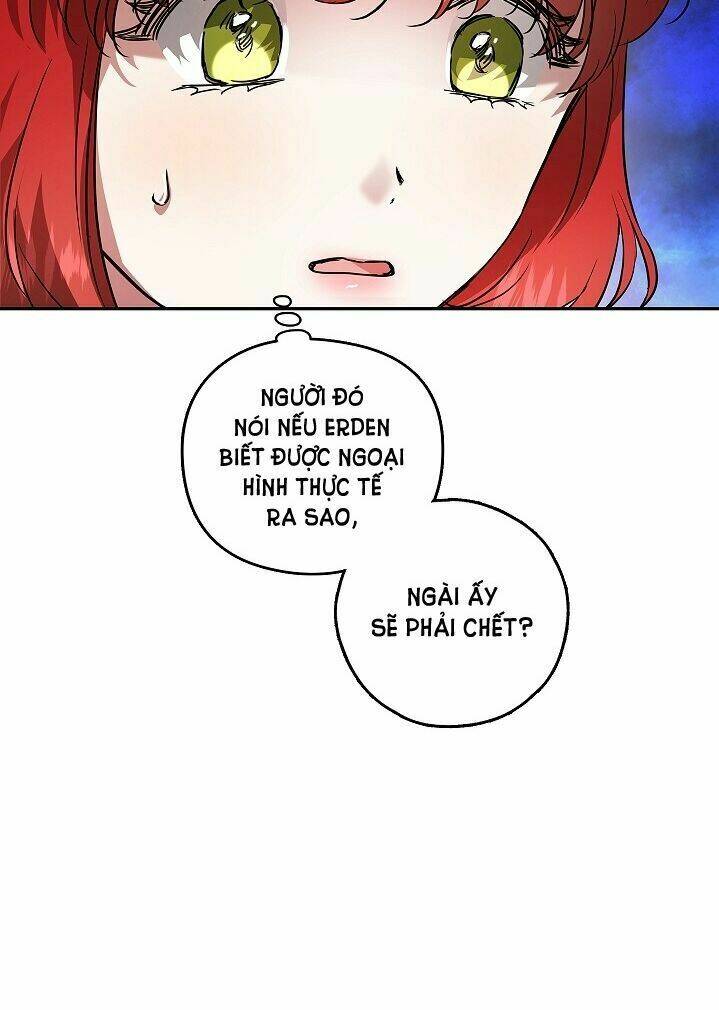 NGƯỜI ĐÓ
NÓI NẾU ERDEN
BIẾT ĐƯỢC NGOẠI
HÌNH THỰC TẾ
RA SAO,
NGÀI ẤY
SẼ PHẢI CHẾT?